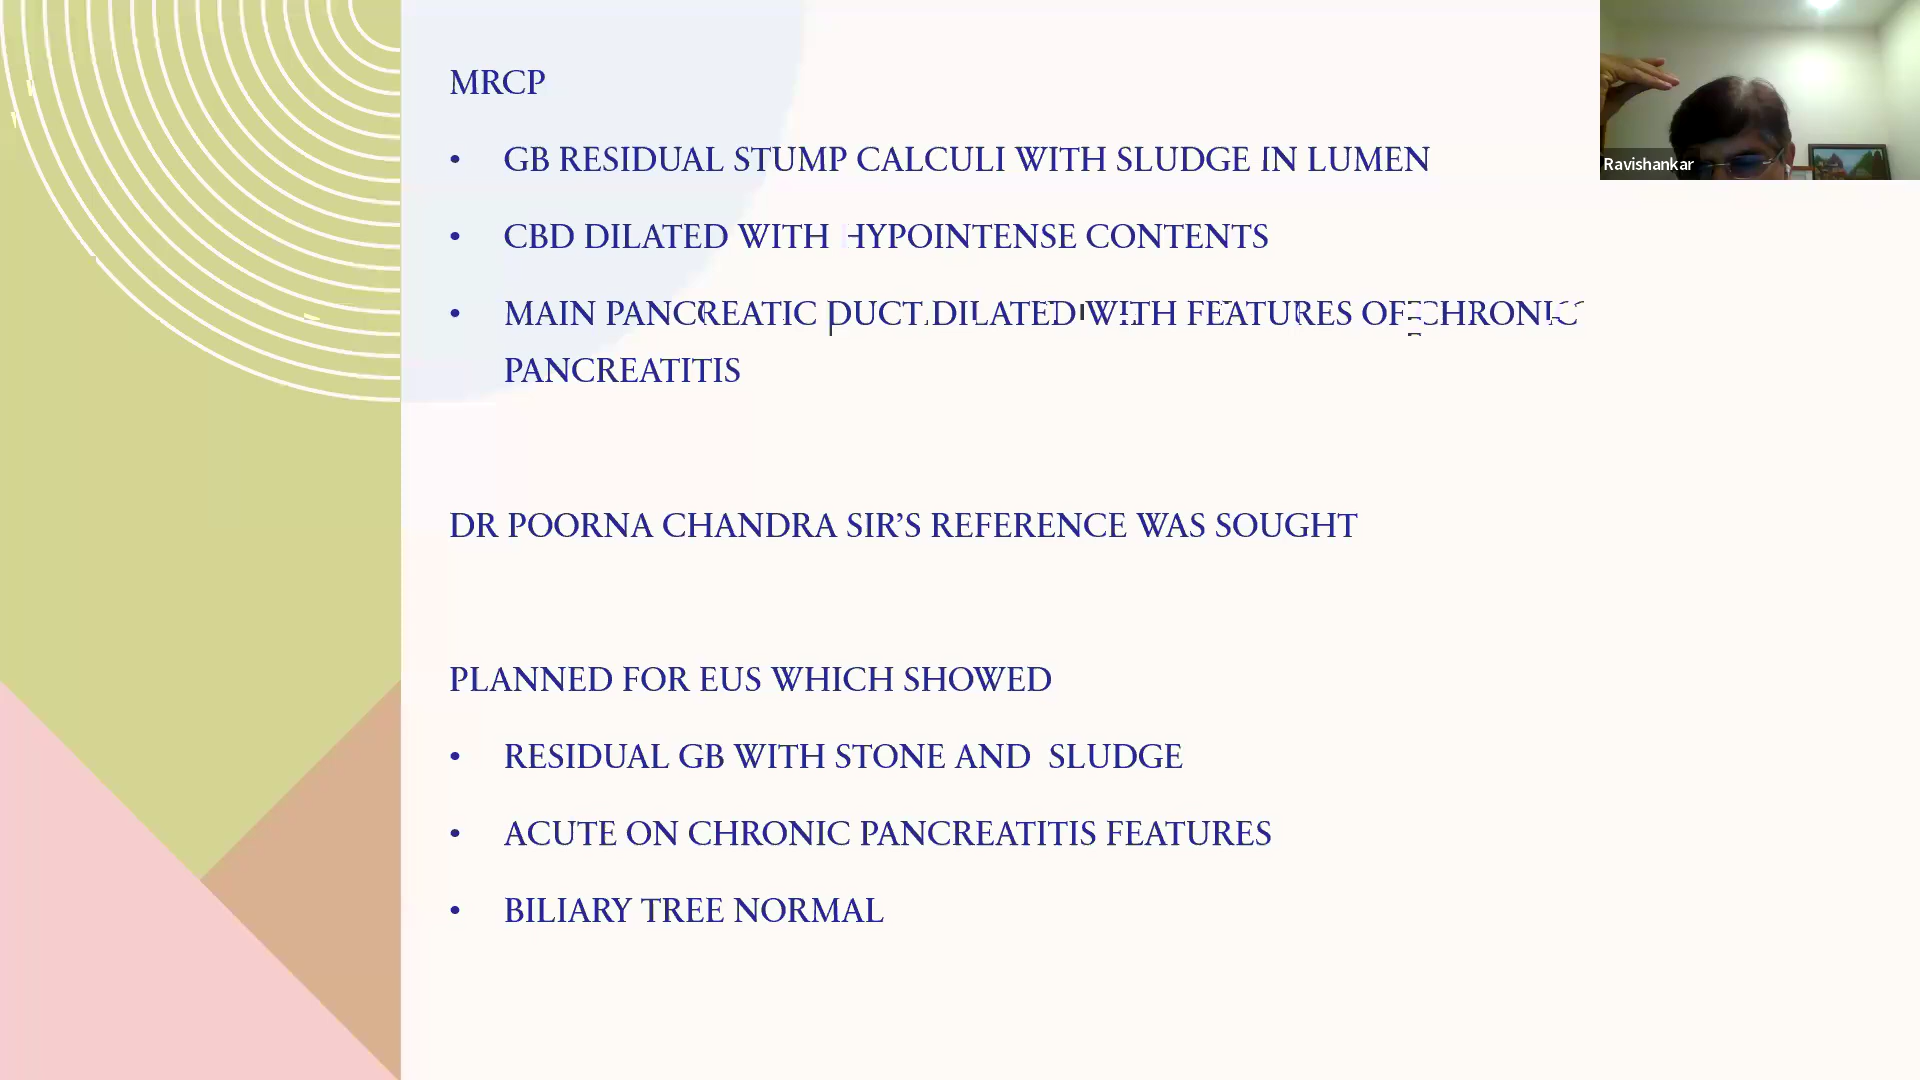 MRCP
• GB RESIDUAL STUMP CALCULI WITH SLUDGE IN LUMEN
• CBD DILATED WITH HYPOINTENSE CONTENTS
• MAIN PANCREATIC DUCT DILATED WITH FEATURES OF CHRONIC
PANCREATITIS
DR POORNA CHANDRA SIR’S REFERENCE WAS SOUGHT
PLANNED FOR EUS WHICH SHOWED
• RESIDUAL GB WITH STONE AND SLUDGE
• ACUTE ON CHRONIC PANCREATITIS FEATURES
• BILIARY TREE NORMAL
Ravishankar